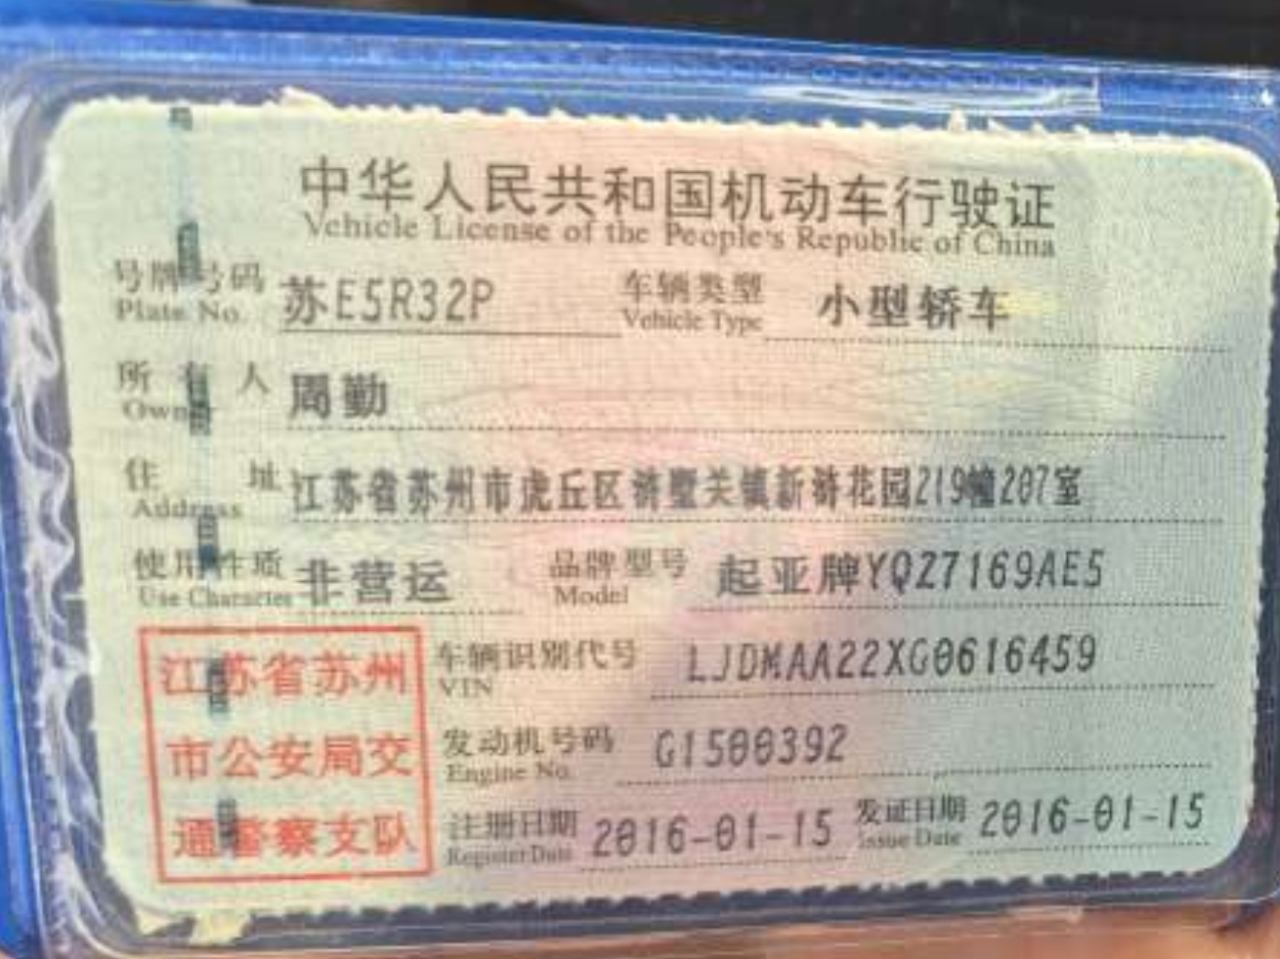 中华人民共和国机动车行驶证
Vehicle License of the People's Republic of China
号牌号码 苏E5R32P 车辆类型 小型轿车
Plate No. Vehicle Type
所有人 周勤
Owner
住址 江苏省苏州市虎丘区浒墅关镇新浒花园219幢207室
Address
使用性质 非营运 品牌型号 起亚牌YQZ7169AE5
Use Character Model
江苏省苏州 车辆识别代号 LJDMAA22XG0616459
VIN
市公安局交 发动机号码 G1500392
Engine No.
通警察支队 注册日期 2016-01-15 发证日期 2016-01-15
Register Date Issue Date